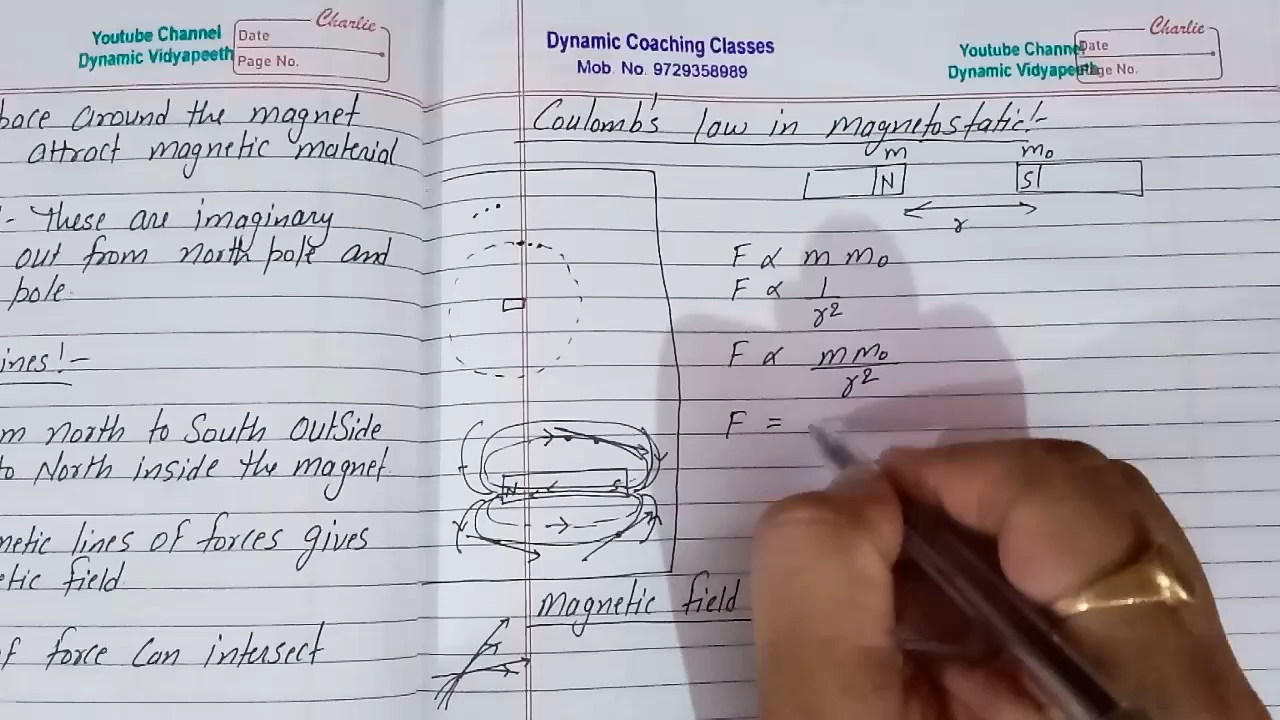 Youtube Channel
Dynamic Vidyapeeth
Charlie
Date
Page No.
bace around the magnet
attract magnetic material
- These are imaginary
out from north pole and
pole.
ines!-
m north to South outside
to North inside the magnet
netic lines of forces gives
etic field
f force Can intersect
Dynamic Coaching Classes
Mob. No. 9729358989
Youtube Channel
Dynamic Vidyapeeth
Charlie
Date
Page No.
Coulomb's law in magnetostatic!-
m m₀
N S
r
F ∝ m m₀
F ∝ 1/r²
F ∝ m m₀/r²
F =
N S
magnetic field